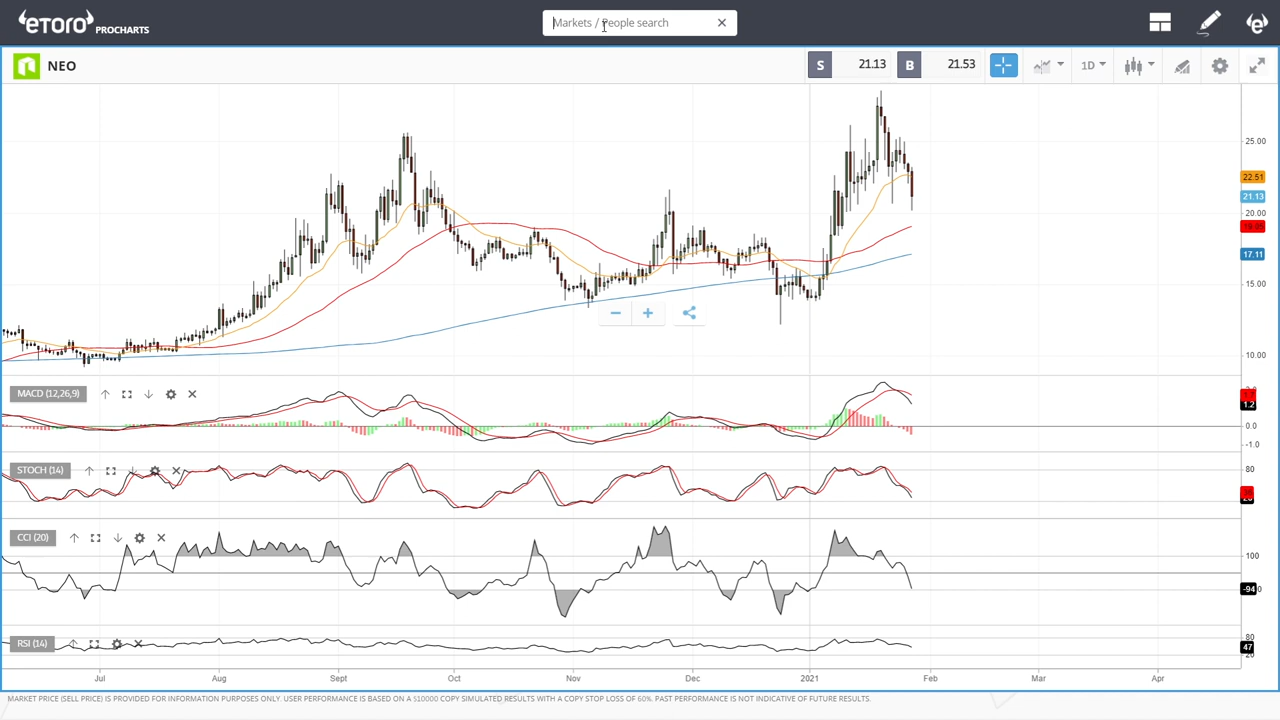 eToro PROCHARTS
Markets / People search
NEO
S 21.13 B 21.53
1D
25.00
22.51
21.13
20.00
17.11
15.00
10.00
MACD (12,26,9)
1.2
0.0
-1.0
STOCH (14)
80
CCI (20)
100
-94
RSI (14)
80
47
Jul Aug Sept Oct Nov Dec 2021 Feb Mar Apr
MARKET PRICE (SELL PRICE) IS PROVIDED FOR INFORMATION PURPOSES ONLY. USER PERFORMANCE IS BASED ON A $10000 COPY SIMULATED RESULTS WITH A COPY STOP LOSS OF 60%. PAST PERFORMANCE IS NOT INDICATIVE OF FUTURE RESULTS.